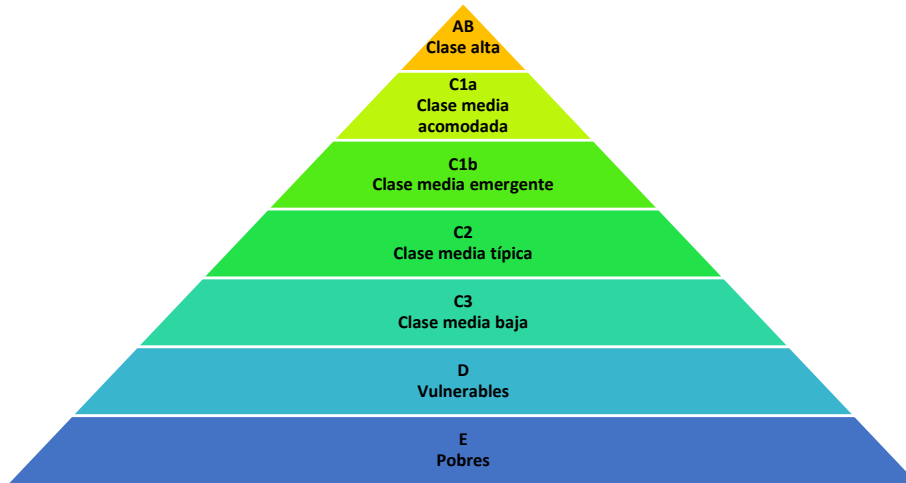 AB
Clase alta
C1a
Clase media
acomodada
C1b
Clase media emergente
C2
Clase media típica
C3
Clase media baja
D
Vulnerables
E
Pobres